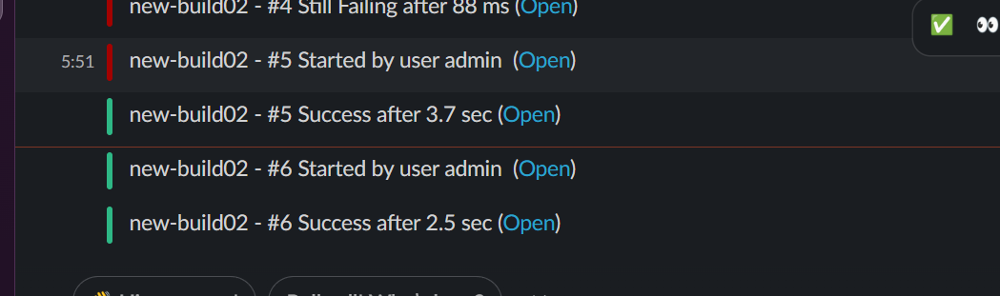 new-build02 - #4 Still Failing after 88 ms (Open)
5:51 new-build02 - #5 Started by user admin (Open)
new-build02 - #5 Success after 3.7 sec (Open)
new-build02 - #6 Started by user admin (Open)
new-build02 - #6 Success after 2.5 sec (Open)